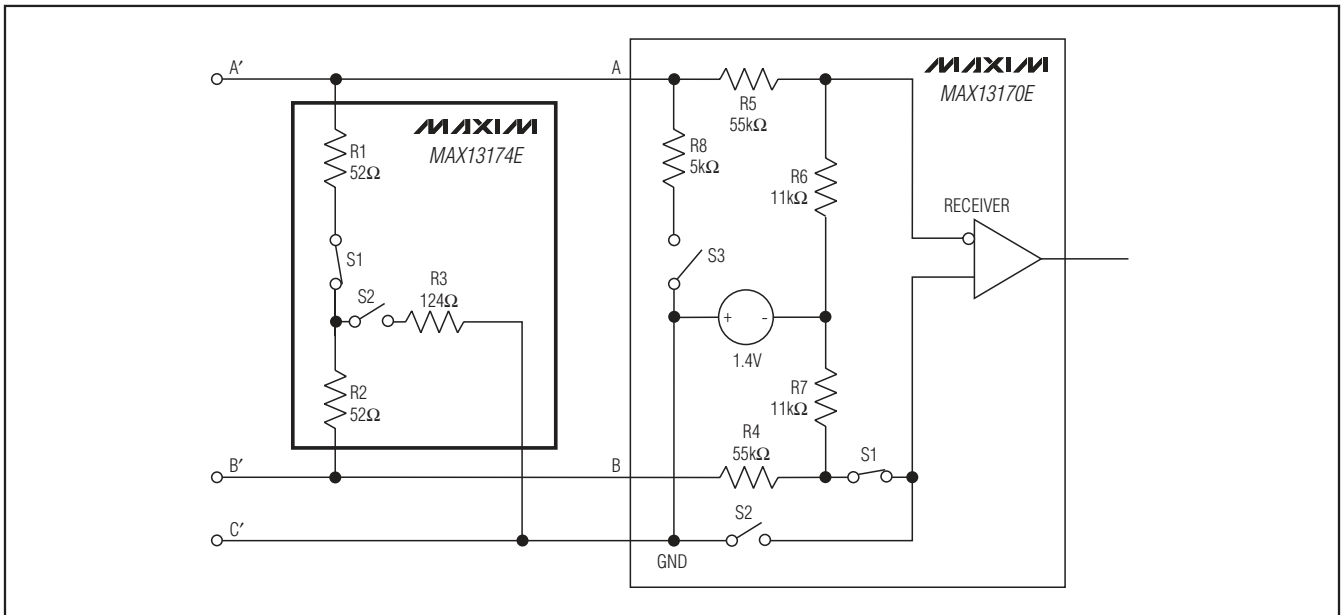 A′
A
MAXIM
MAX13170E
R5
55kΩ
MAXIM
MAX13174E
R1
52Ω
R8
5kΩ
R6
11kΩ
RECEIVER
S1
S3
R3
124Ω
S2
+ -
1.4V
R2
52Ω
R7
11kΩ
R4
55kΩ
S1
B′
B
S2
C′
GND